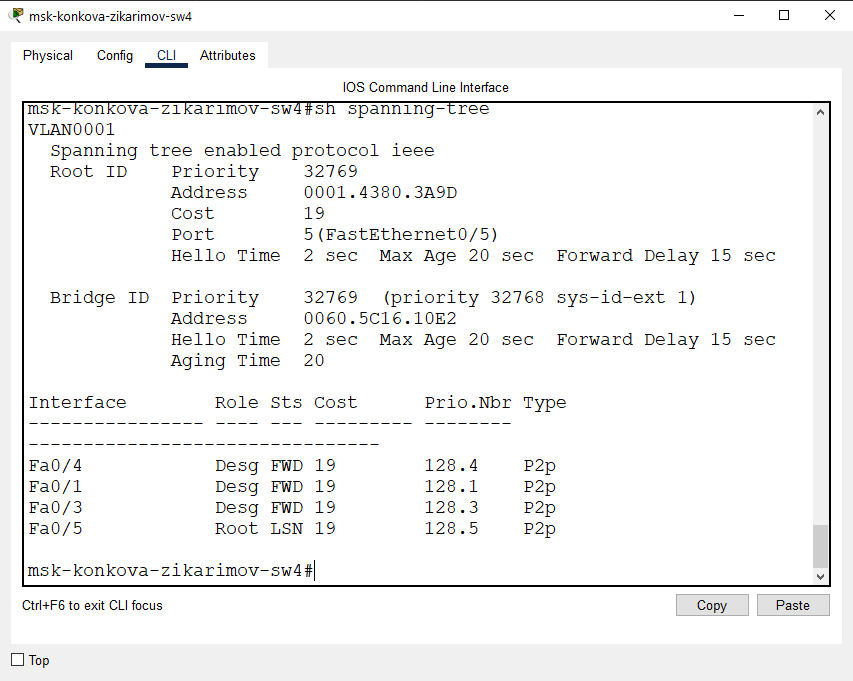 msk-konkova-zikarimov-sw4
Physical Config CLI Attributes
IOS Command Line Interface
msk-konkova-zikarimov-sw4#sh spanning-tree
VLAN0001
  Spanning tree enabled protocol ieee
  Root ID    Priority    32769
             Address     0001.4380.3A9D
             Cost        19
             Port        5(FastEthernet0/5)
             Hello Time  2 sec  Max Age 20 sec  Forward Delay 15 sec
  Bridge ID  Priority    32769  (priority 32768 sys-id-ext 1)
             Address     0060.5C16.10E2
             Hello Time  2 sec  Max Age 20 sec  Forward Delay 15 sec
             Aging Time  20
Interface        Role Sts Cost      Prio.Nbr Type
---------------- ---- --- --------- --------
--------------------------------
Fa0/4            Desg FWD 19        128.4    P2p
Fa0/1            Desg FWD 19        128.1    P2p
Fa0/3            Desg FWD 19        128.3    P2p
Fa0/5            Root LSN 19        128.5    P2p
msk-konkova-zikarimov-sw4#
Ctrl+F6 to exit CLI focus Copy Paste
Top